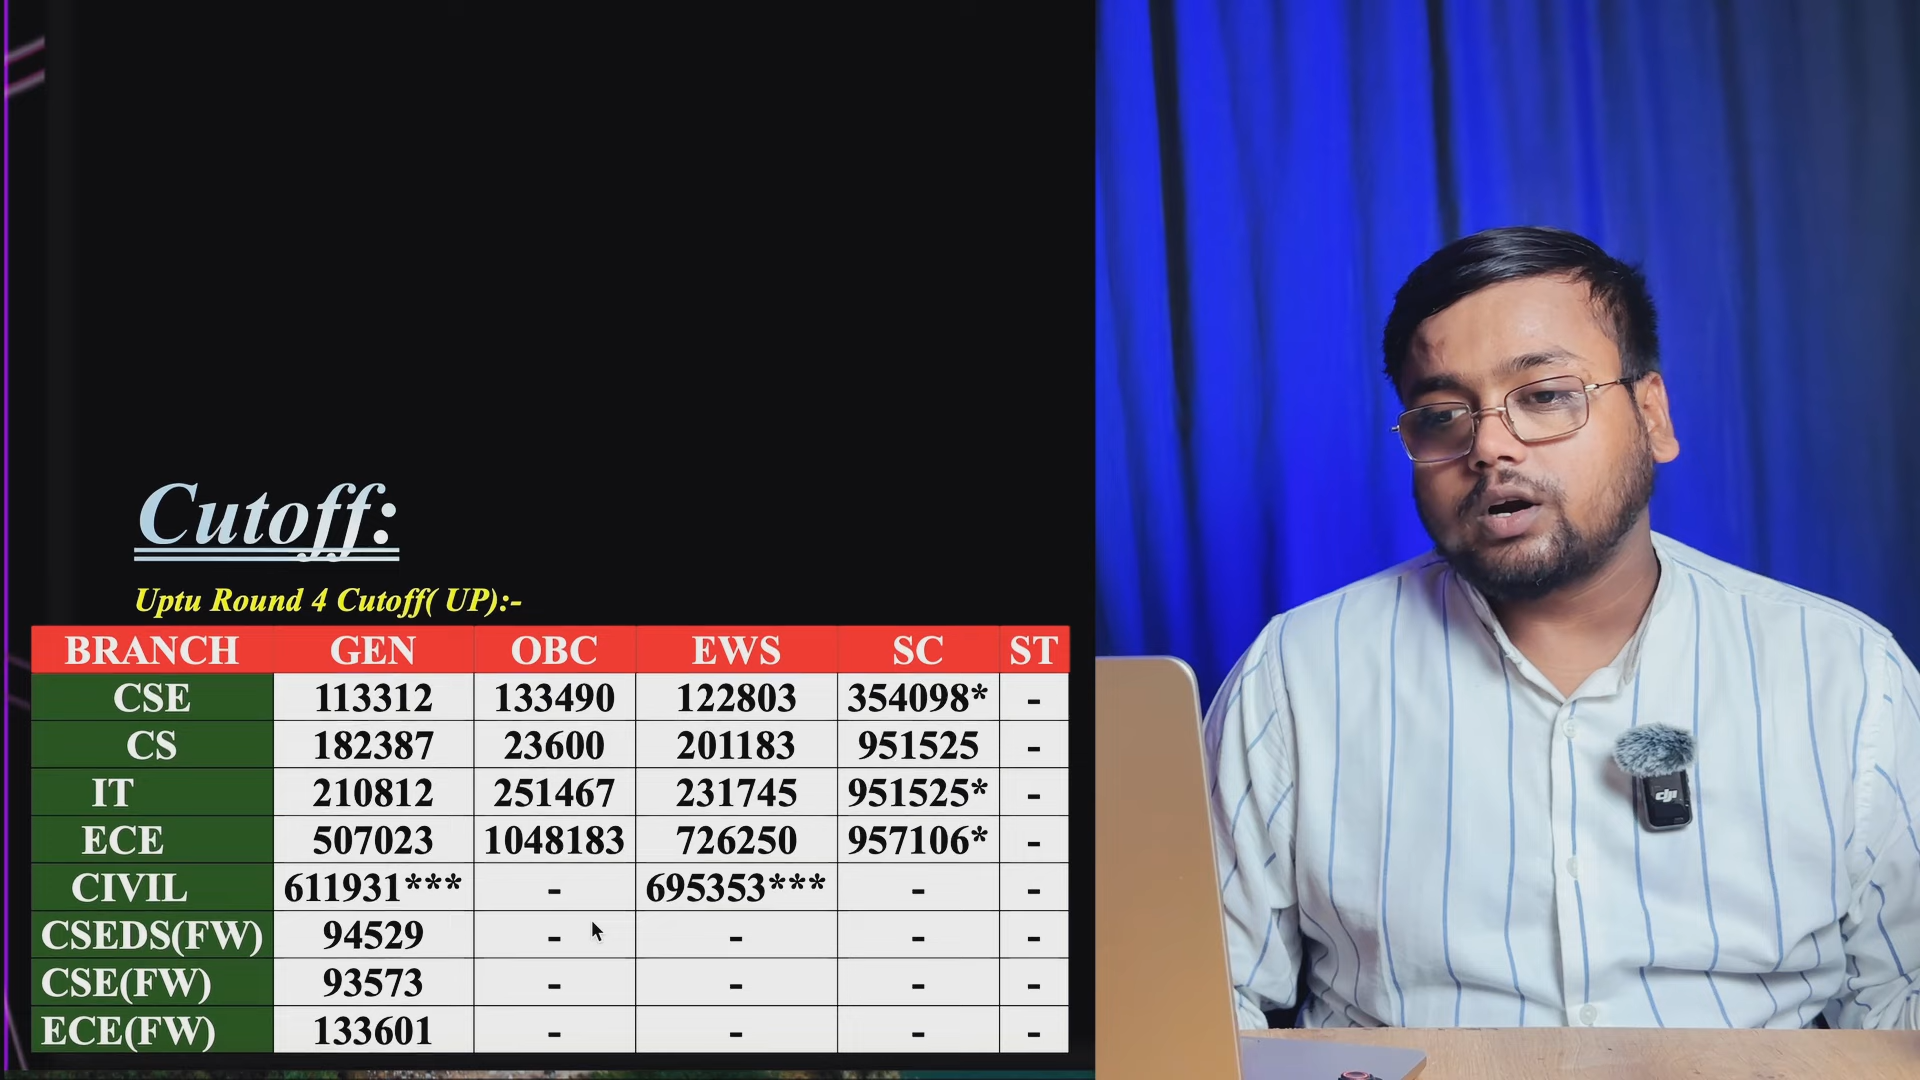 Cutoff:
Uptu Round 4 Cutoff( UP):-
BRANCH GEN OBC EWS SC ST
CSE 113312 133490 122803 354098* -
CS 182387 23600 201183 951525 -
IT 210812 251467 231745 951525* -
ECE 507023 1048183 726250 957106* -
CIVIL 611931*** - 695353*** - -
CSEDS(FW) 94529 - - - -
CSE(FW) 93573 - - - -
ECE(FW) 133601 - - - -
dji